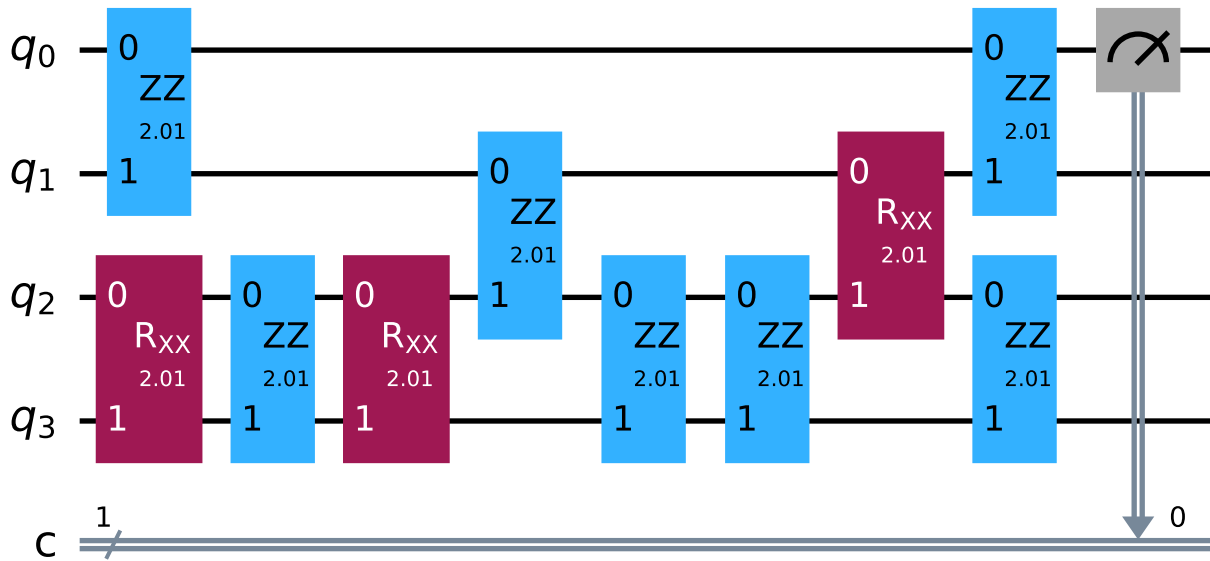 q0 0 0
ZZ ZZ
2.01 2.01
q1 1 0 0 1
ZZ RXX
2.01 2.01
q2 0 0 0 1 0 0 1 0
RXX ZZ RXX ZZ ZZ ZZ
2.01 2.01 2.01 2.01 2.01 2.01
q3 1 1 1 1 1 1
1 0
c